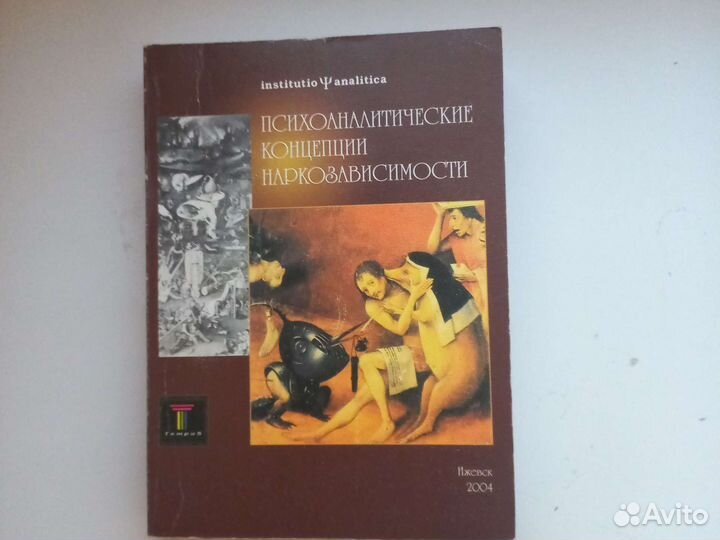 institutio Ψ analitica
ПСИХОАНАЛИТИЧЕСКИЕ
КОНЦЕПЦИИ
НАРКОЗАВИСИМОСТИ
Ижевск
2004
Avito